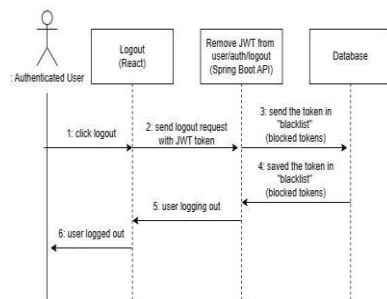 Logout
(React)
Remove JWT from
user/auth/logout
(Spring Boot API)
Database
: Authenticated User
1: click logout
2: send logout request
with JWT token
3: send the token in
"blacklist"
(blocked tokens)
4: saved the token in
"blacklist"
(blocked tokens)
5: user logging out
6: user logged out